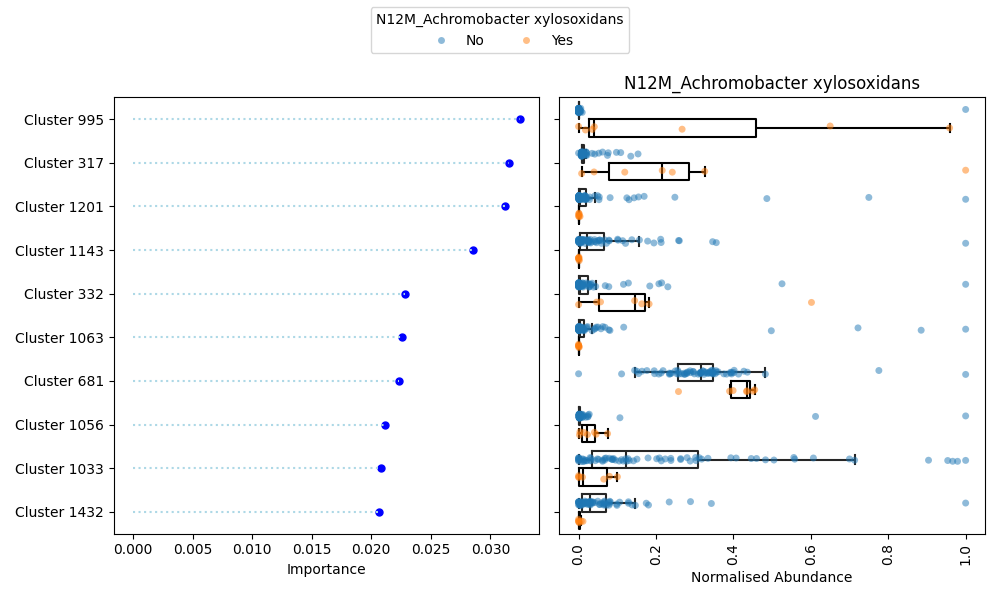 N12M_Achromobacter xylosoxidans
No Yes
N12M_Achromobacter xylosoxidans
Cluster 995
Cluster 317
Cluster 1201
Cluster 1143
Cluster 332
Cluster 1063
Cluster 681
Cluster 1056
Cluster 1033
Cluster 1432
0.000 0.005 0.010 0.015 0.020 0.025 0.030
Importance
0.0 0.2 0.4 0.6 0.8 1.0
Normalised Abundance